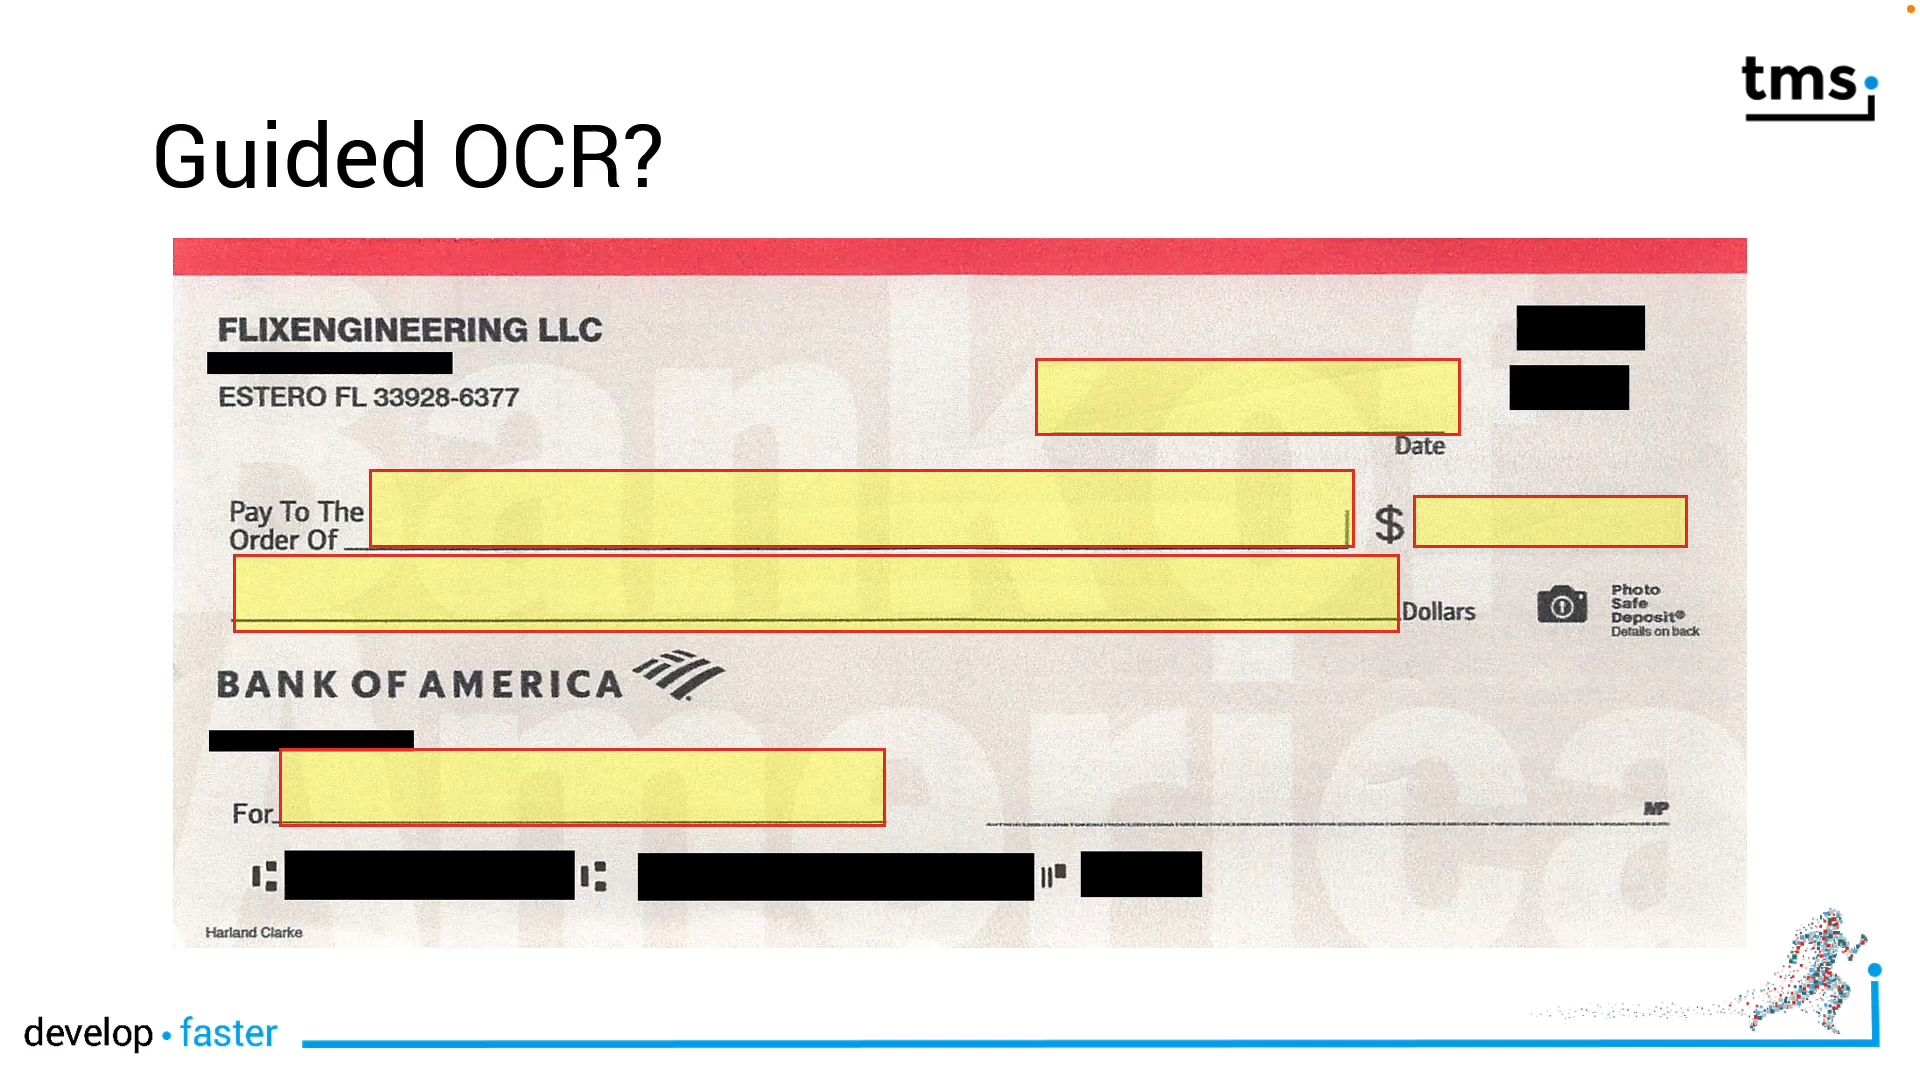 tms
Guided OCR?
FLIXENGINEERING LLC
ESTERO FL 33928-6377
Date
Pay To The
Order Of
$
Dollars
Photo
Safe
Deposit®
Details on back
BANK OF AMERICA
For
MP
Harland Clarke
develop • faster